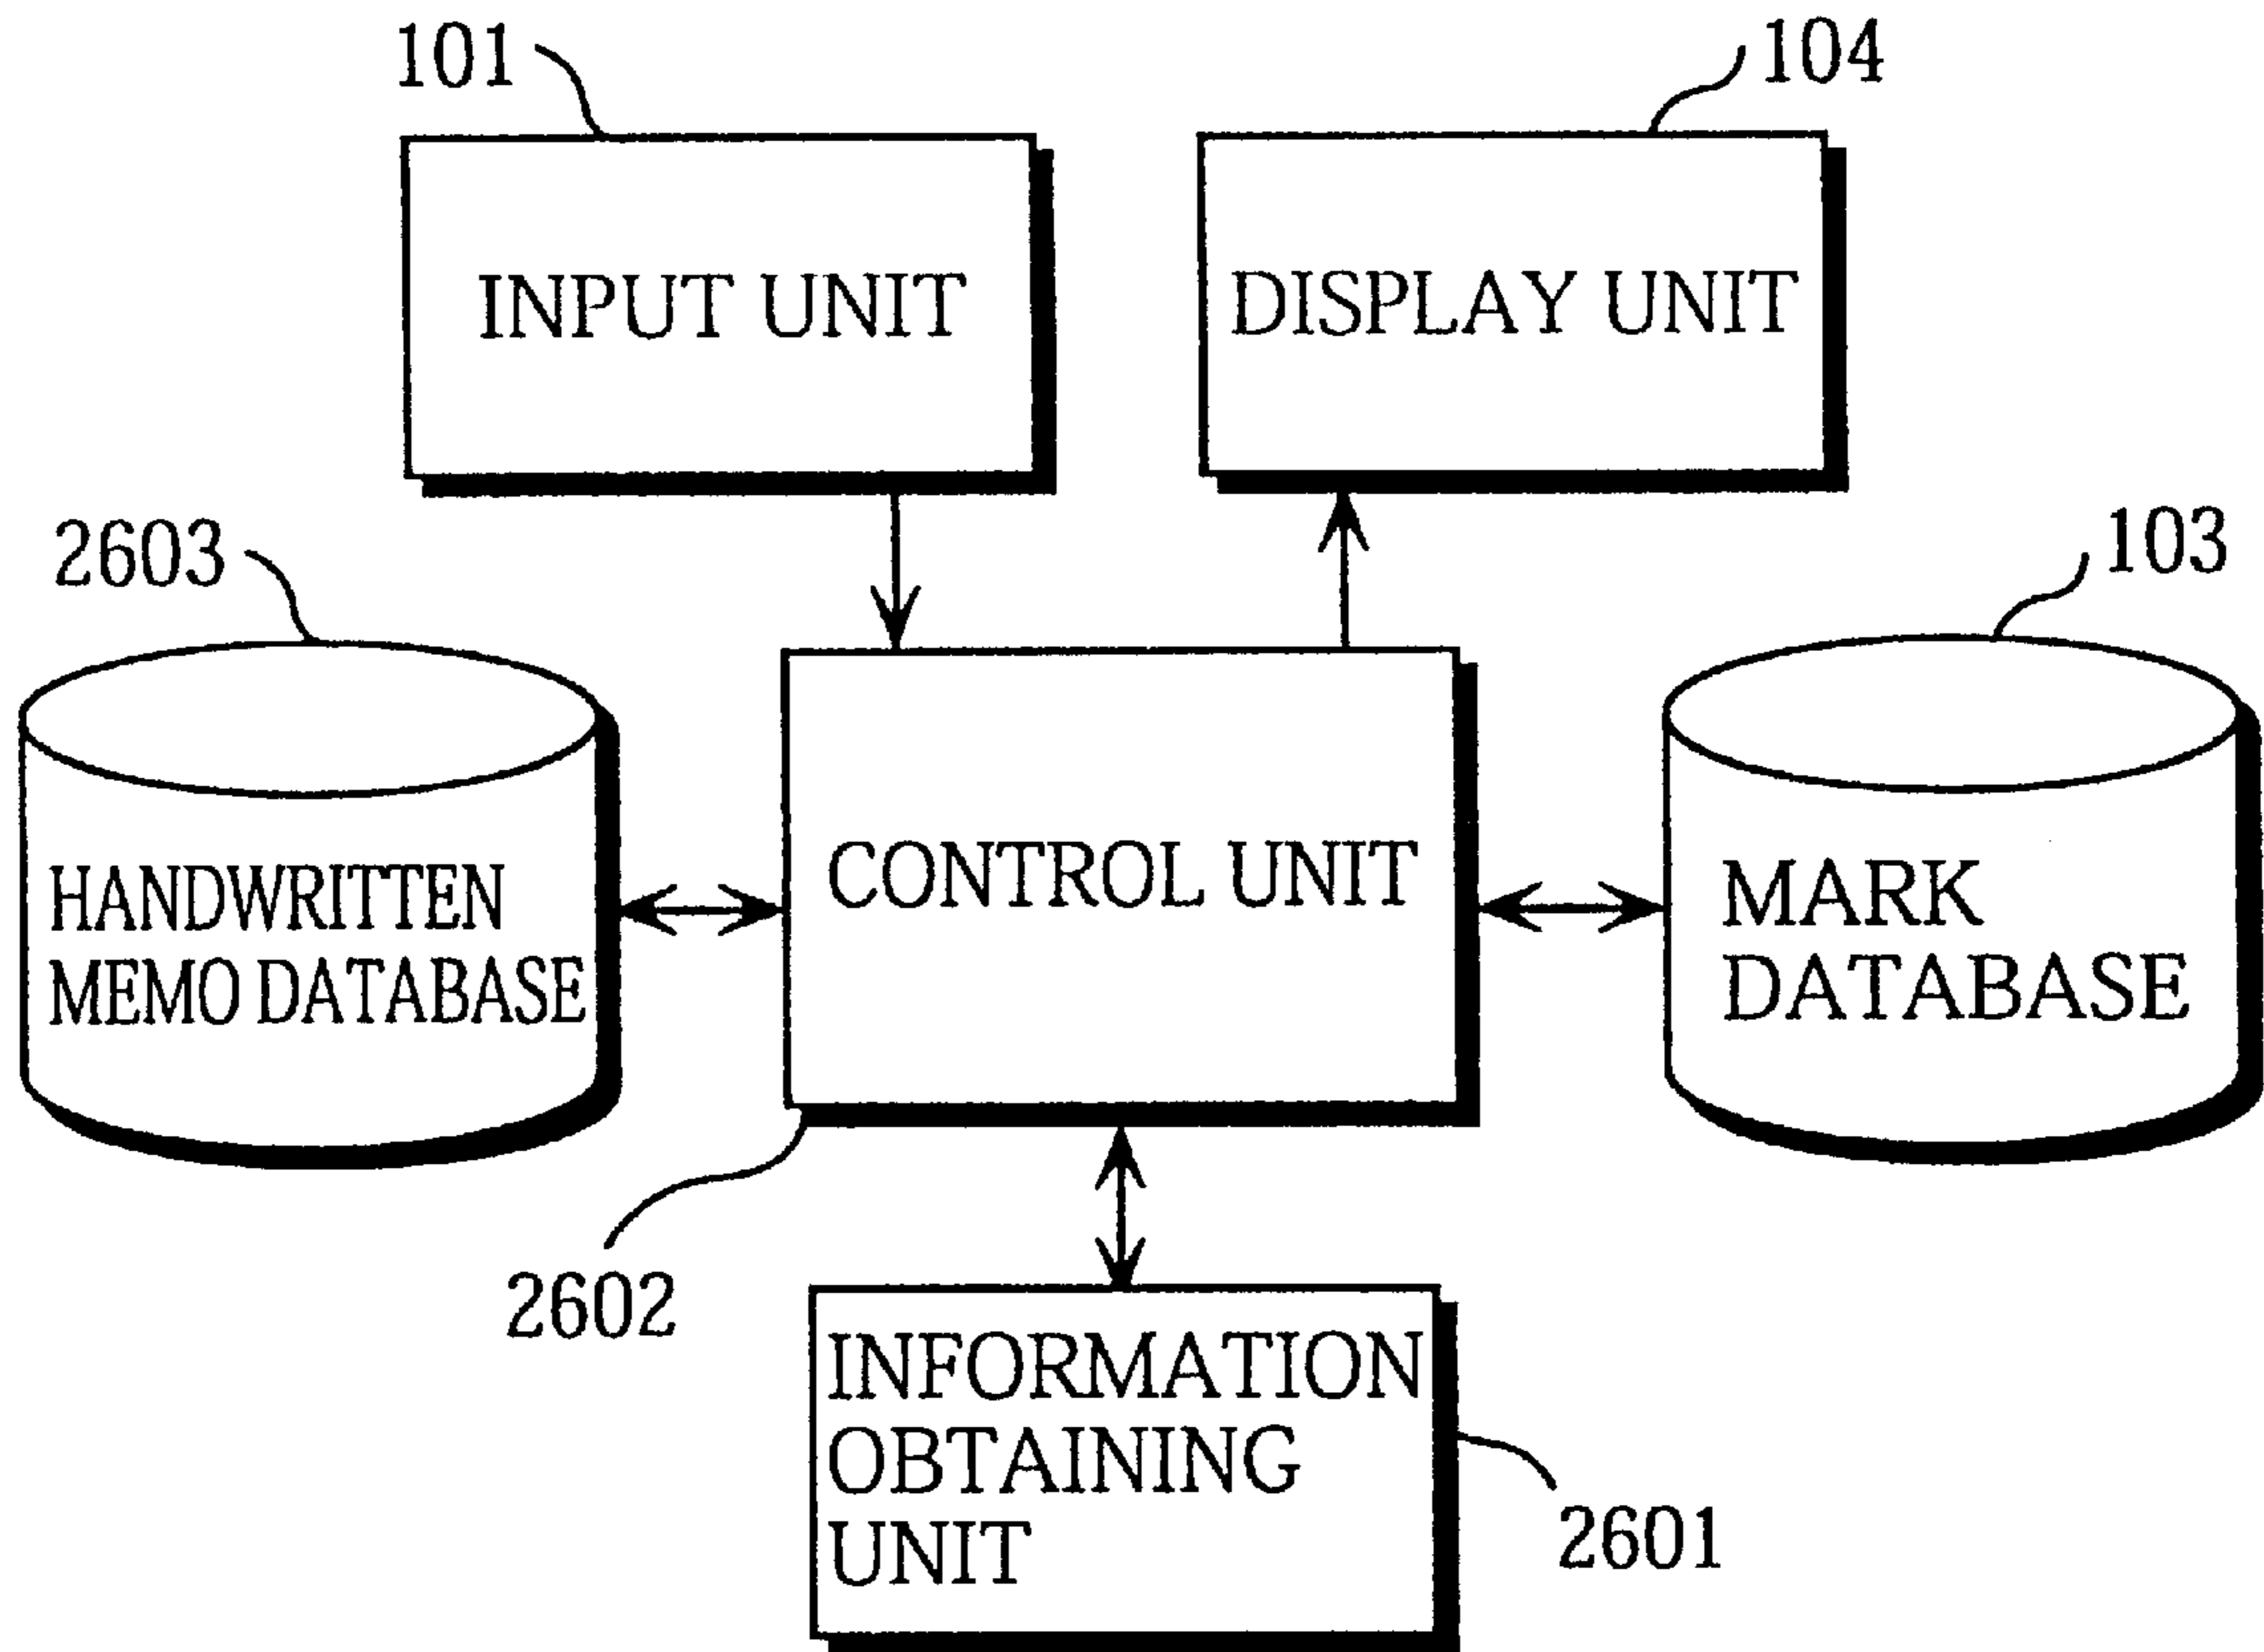 101
104
INPUT UNIT
DISPLAY UNIT
2603
103
HANDWRITTEN
MEMO DATABASE
CONTROL UNIT
MARK
DATABASE
2602
INFORMATION
OBTAINING
UNIT
2601